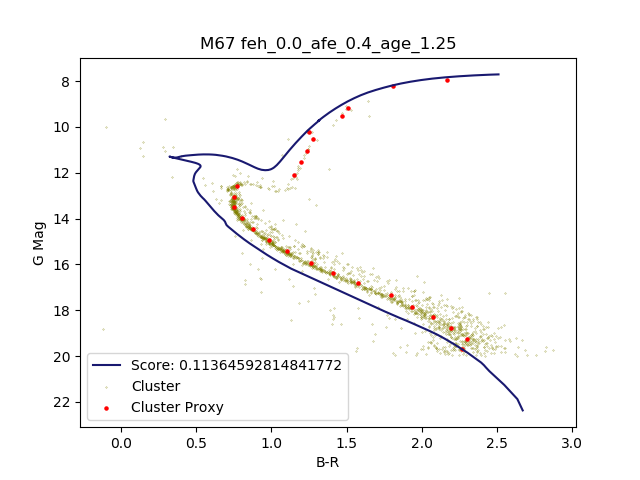 M67 feh_0.0_afe_0.4_age_1.25
8
10
12
14
16
18
20
22
G Mag
Score: 0.11364592814841772
Cluster
Cluster Proxy
0.0 0.5 1.0 1.5 2.0 2.5 3.0
B-R